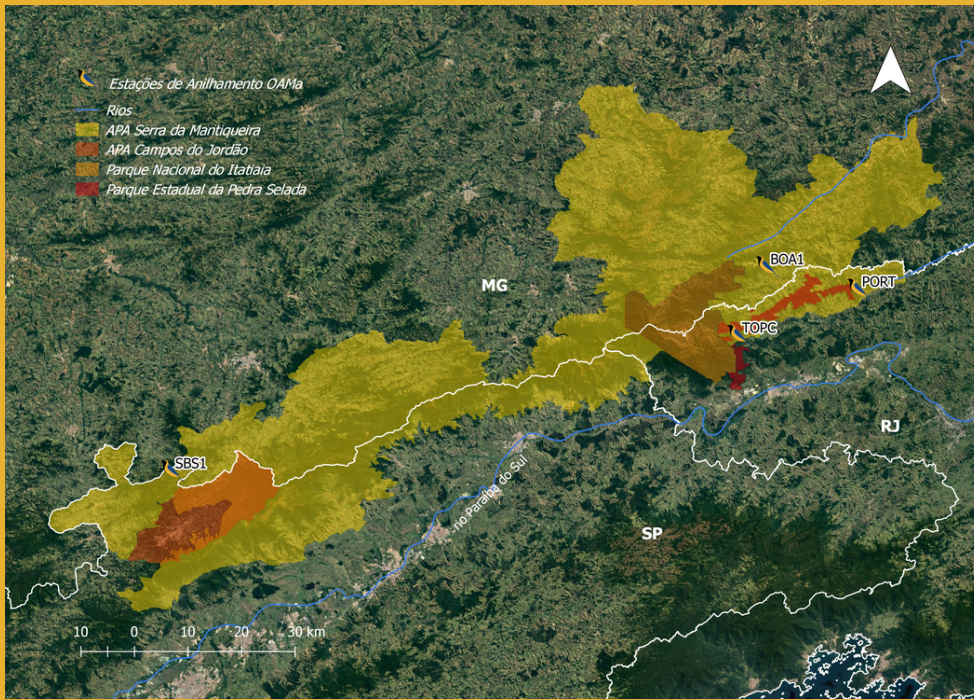 Estações de Anilhamento OAMa
Rios
APA Serra da Mantiqueira
APA Campos do Jordão
Parque Nacional do Itatiaia
Parque Estadual da Pedra Selada
BOA1
PORT
MG
TOPC
RJ
SBS1
rio Paraíba do Sul
SP
10 0 10 20 30 km